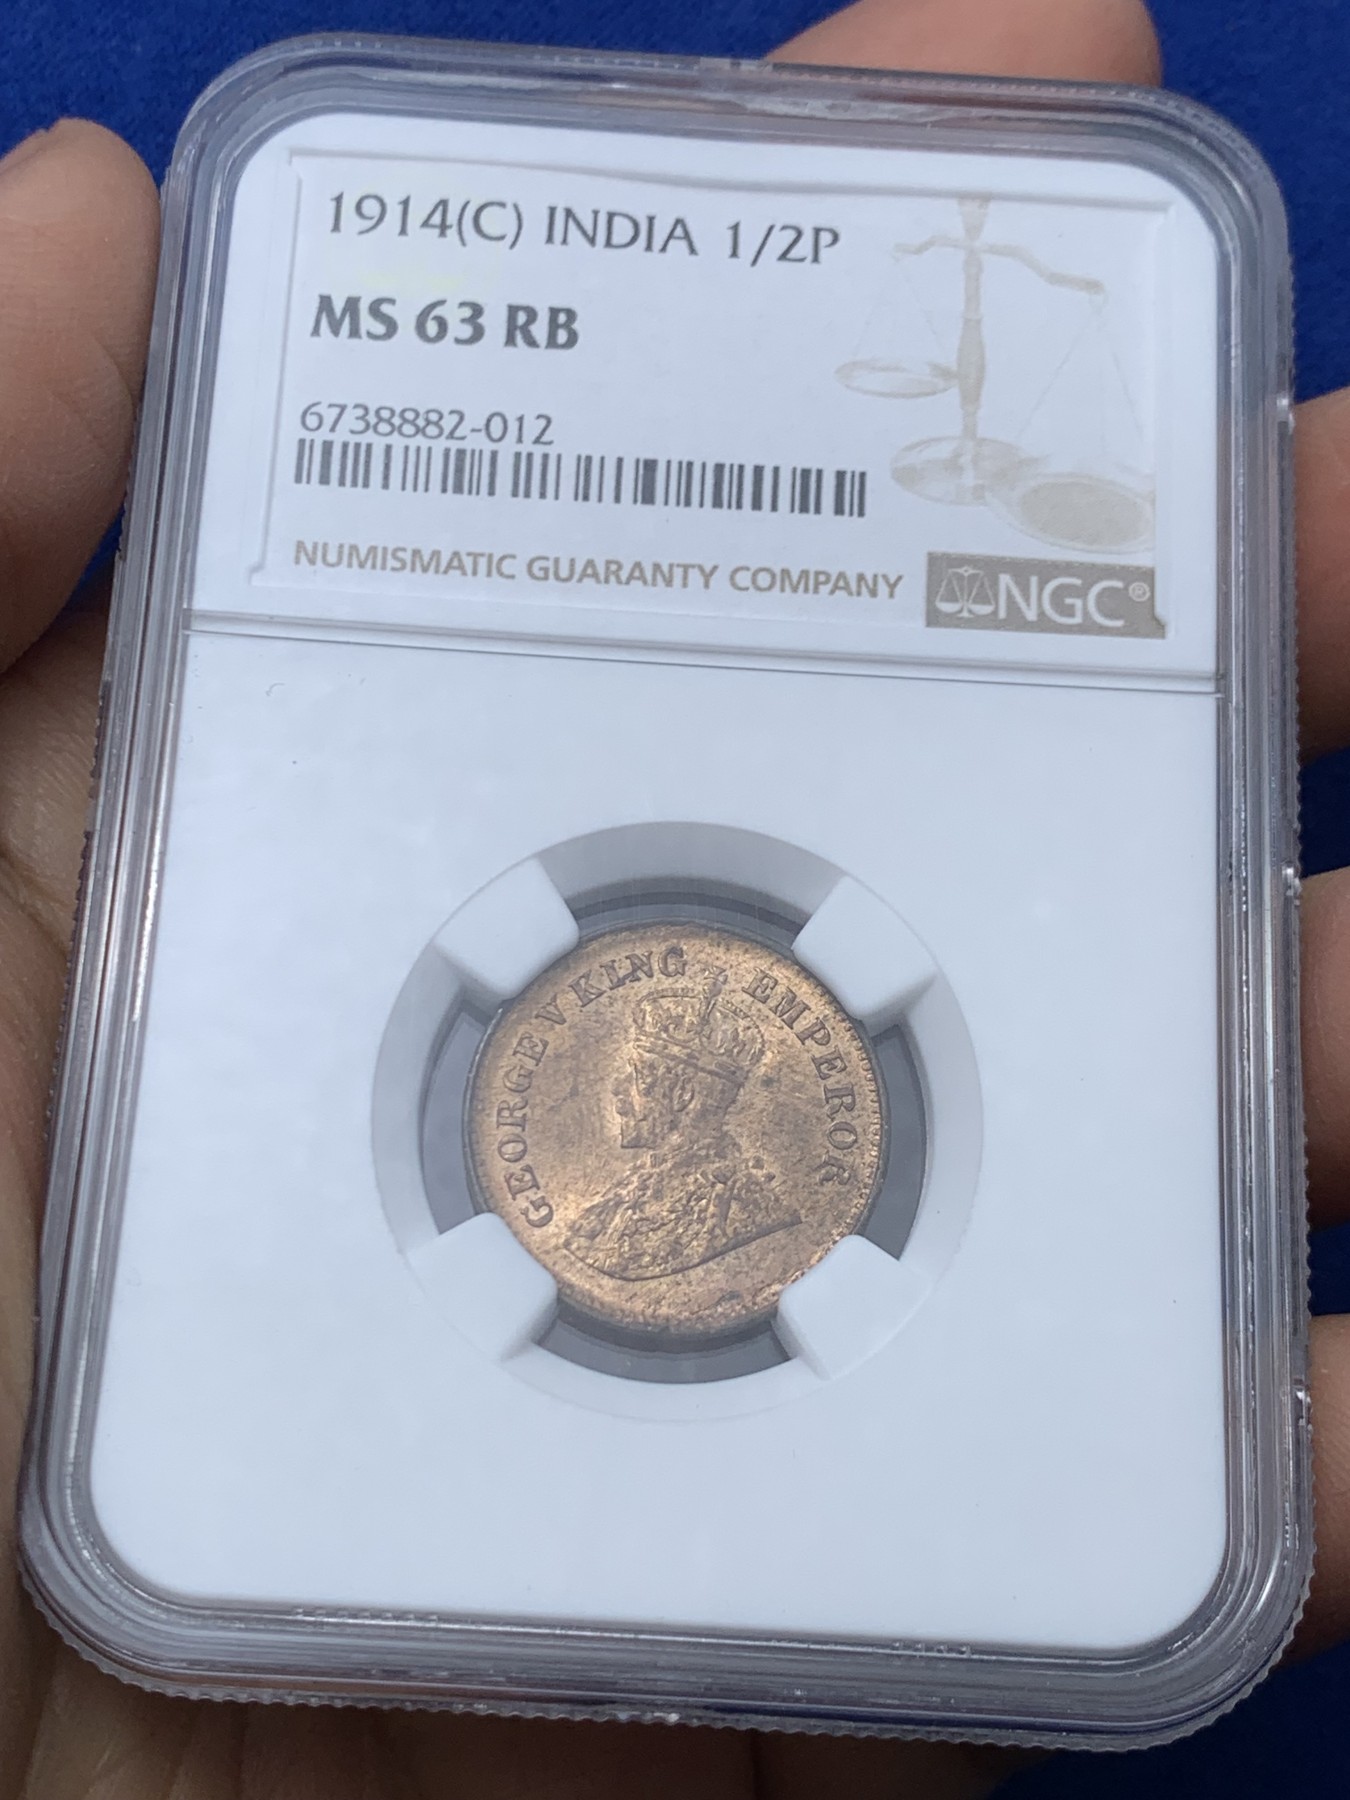 1914(C) INDIA 1/2P
MS 63 RB
6738882-012
NUMISMATIC GUARANTY COMPANY
NGC®
GEORGE V KING EMPEROR